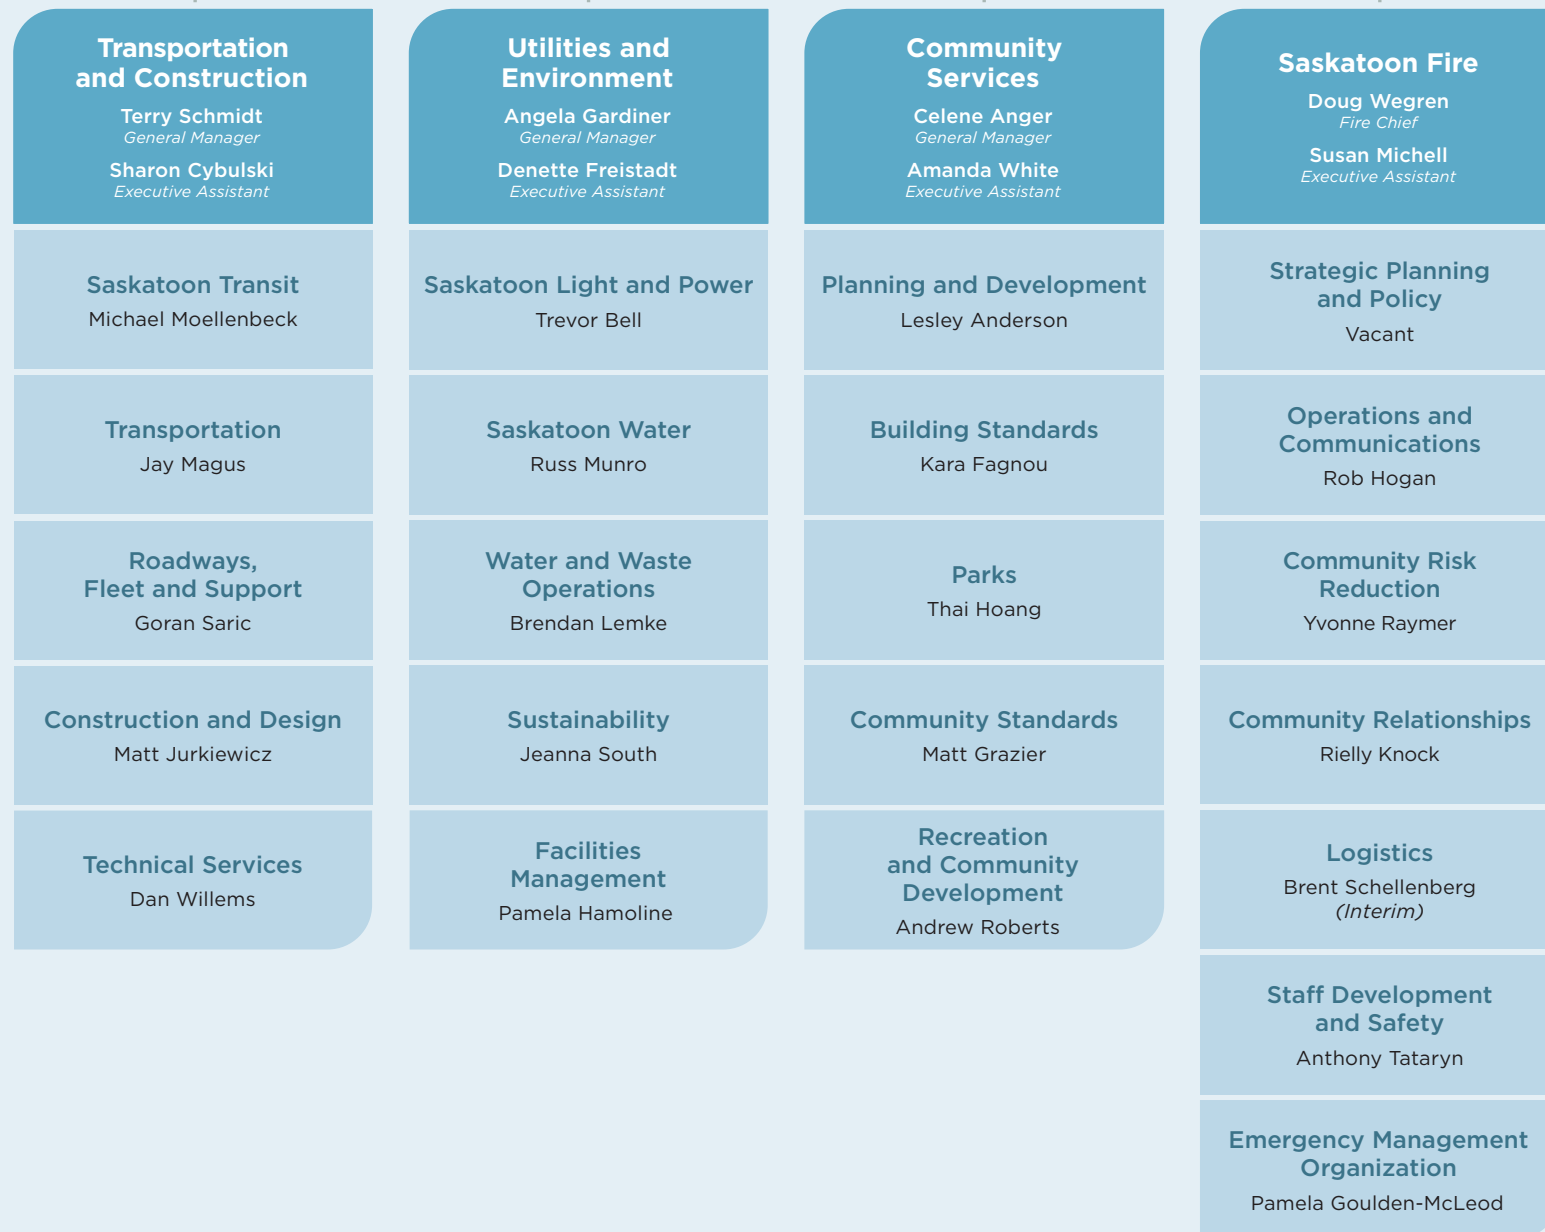 Transportation
and Construction
Terry Schmidt
General Manager
Sharon Cybulski
Executive Assistant
Saskatoon Transit
Michael Moellenbeck
Transportation
Jay Magus
Roadways,
Fleet and Support
Goran Saric
Construction and Design
Matt Jurkiewicz
Technical Services
Dan Willems
Utilities and
Environment
Angela Gardiner
General Manager
Denette Freistadt
Executive Assistant
Saskatoon Light and Power
Trevor Bell
Saskatoon Water
Russ Munro
Water and Waste
Operations
Brendan Lemke
Sustainability
Jeanna South
Facilities
Management
Pamela Hamoline
Community
Services
Celene Anger
General Manager
Amanda White
Executive Assistant
Planning and Development
Lesley Anderson
Building Standards
Kara Fagnou
Parks
Thai Hoang
Community Standards
Matt Grazier
Recreation
and Community
Development
Andrew Roberts
Saskatoon Fire
Doug Wegren
Fire Chief
Susan Michell
Executive Assistant
Strategic Planning
and Policy
Vacant
Operations and
Communications
Rob Hogan
Community Risk
Reduction
Yvonne Raymer
Community Relationships
Rielly Knock
Logistics
Brent Schellenberg
(Interim)
Staff Development
and Safety
Anthony Tataryn
Emergency Management
Organization
Pamela Goulden-McLeod